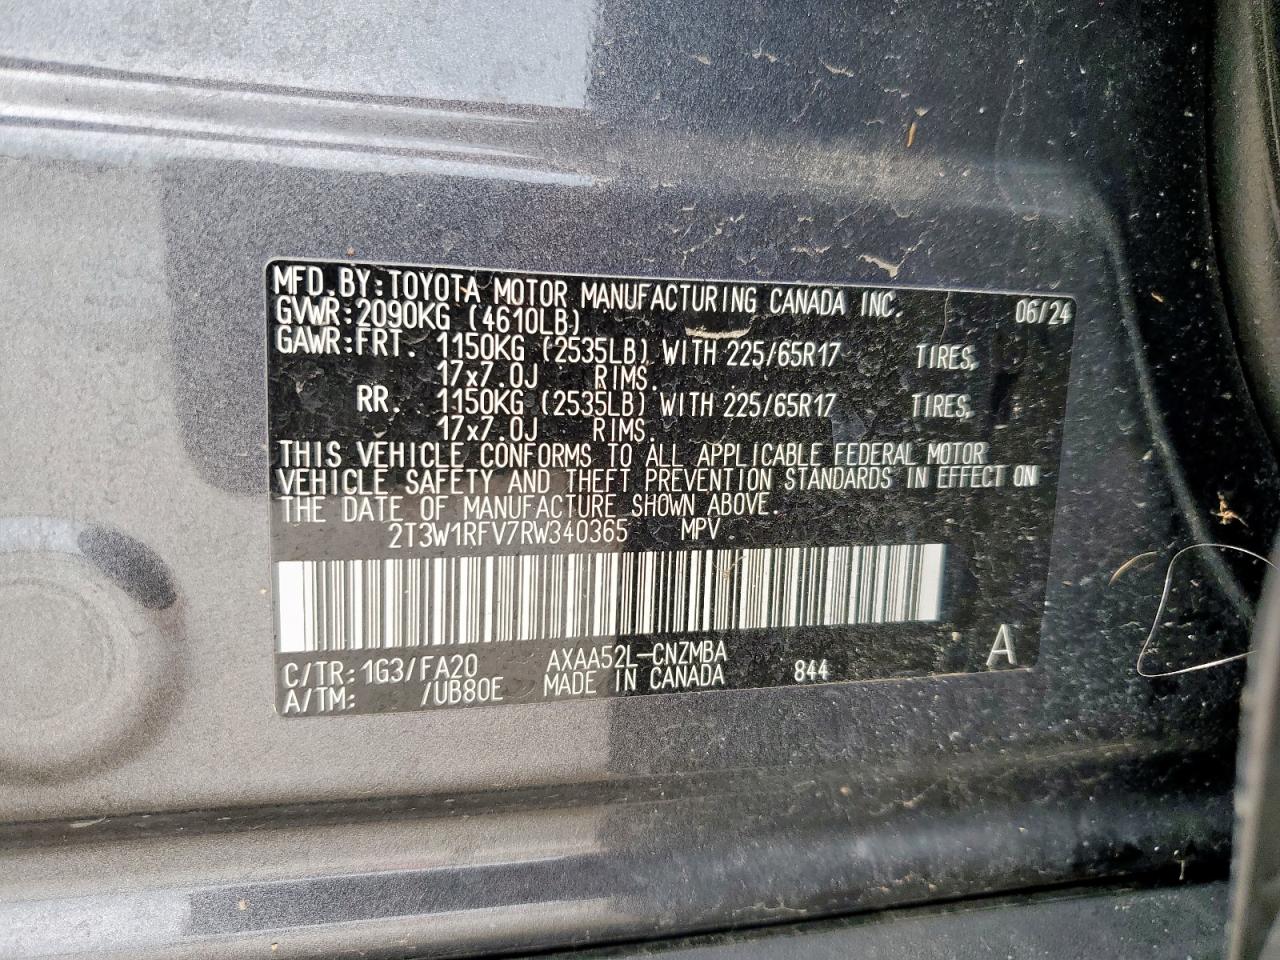 MFD.BY:TOYOTA MOTOR MANUFACTURING CANADA INC. 06/24
GVWR:2090KG (4610LB)
GAWR:FRT. 1150KG (2535LB) WITH 225/65R17 TIRES,
17x7.0J RIMS.
RR. 1150KG (2535LB) WITH 225/65R17 TIRES,
17x7.0J RIMS.
THIS VEHICLE CONFORMS TO ALL APPLICABLE FEDERAL MOTOR
VEHICLE SAFETY AND THEFT PREVENTION STANDARDS IN EFFECT ON
THE DATE OF MANUFACTURE SHOWN ABOVE.
2T3W1RFV7RW340365 MPV
C/TR:1G3/FA20 AXAA52L-CNZMBA A
A/TM: /UB80E MADE IN CANADA 844